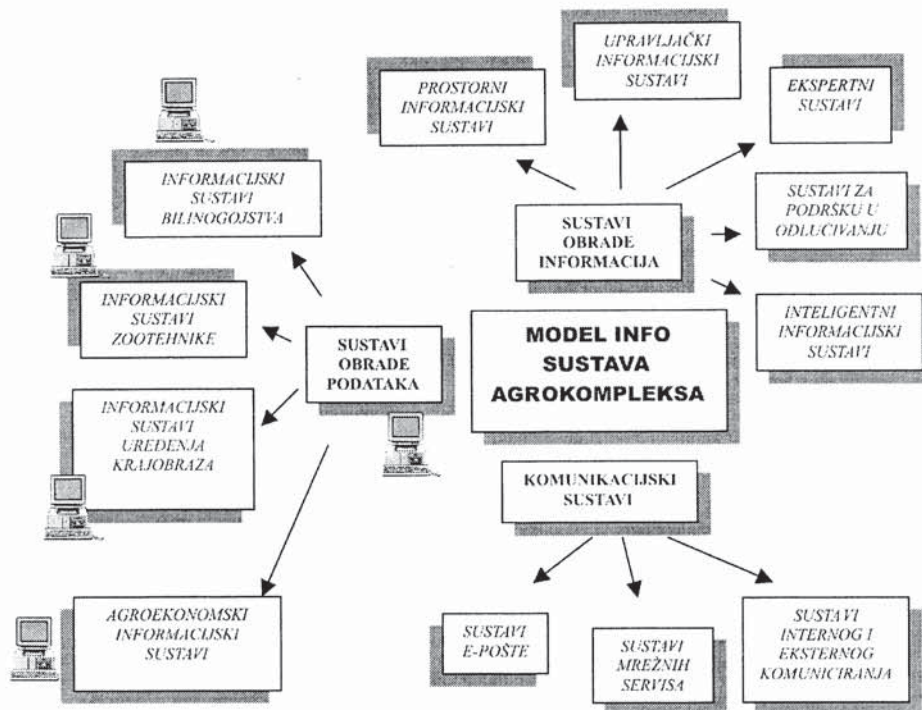 UPRAVLJAČKI
INFORMACIJSKI
SUSTAVI
PROSTORNI
INFORMACIJSKI
SUSTAVI
EKSPERTNI
SUSTAVI
INFORMACIJSKI
SUSTAVI
BILINOGOJSTVA
SUSTAVI
OBRADE
INFORMACIJA
SUSTAVI ZA
PODRŠKU U
ODLUČIVANJU
INFORMACIJSKI
SUSTAVI
ZOOTEHNIKE
SUSTAVI
OBRADE
PODATAKA
MODEL INFO
SUSTAVA
AGROKOMPLEKSA
INTELIGENTNI
INFORMACIJSKI
SUSTAVI
INFORMACIJSKI
SUSTAVI
UREĐENJA
KRAJOBRAZA
KOMUNIKACIJSKI
SUSTAVI
AGROEKONOMSKI
INFORMACIJSKI
SUSTAVI
SUSTAVI
E-POŠTE
SUSTAVI
MREŽNIH
SERVISA
SUSTAVI
INTERNOG I
EKSTERNOG
KOMUNICIRANJA